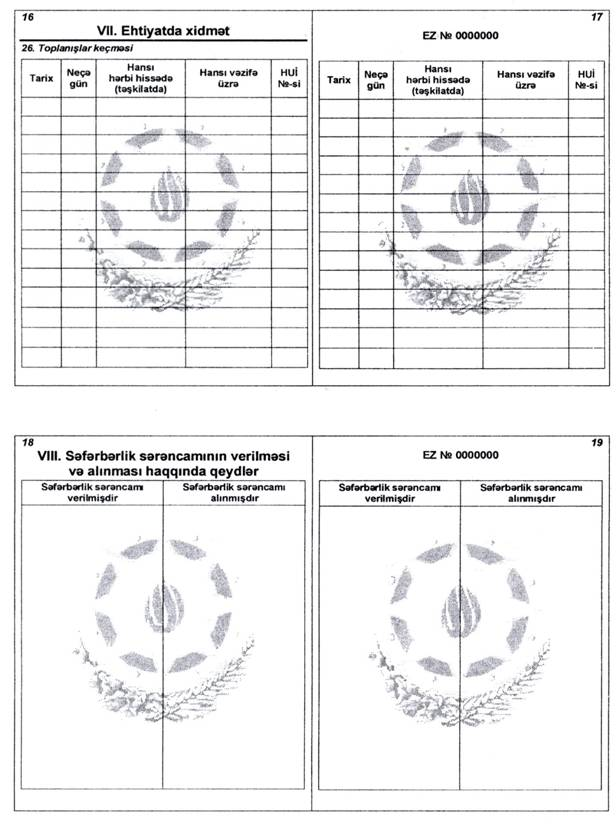 16
VII. Ehtiyatda xidmət
26. Toplanışlar keçməsi
Tarix
Neçə
gün
Hansı
hərbi hissədə
(təşkilatda)
Hansı vəzifə
üzrə
HUİ
№-si
17
EZ № 0000000
Tarix
Neçə
gün
Hansı
hərbi hissədə
(təşkilatda)
Hansı vəzifə
üzrə
HUİ
№-si
18
VIII. Səfərbərlik sərəncamının verilməsi
və alınması haqqında qeydlər
Səfərbərlik sərəncamı
verilmişdir
Səfərbərlik sərəncamı
alınmışdır
19
EZ № 0000000
Səfərbərlik sərəncamı
verilmişdir
Səfərbərlik sərəncamı
alınmışdır